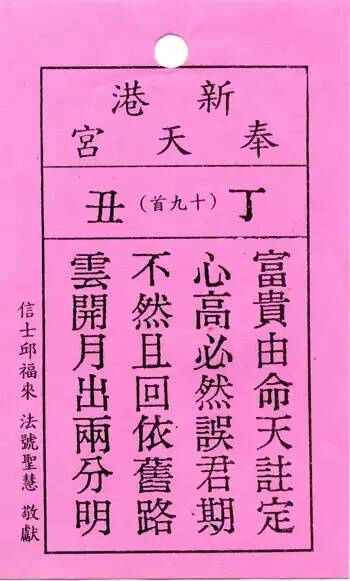 新港
奉天宮
丁（十九首）丑
富貴由命天註定
心高必然誤君期
不然且回依舊路
雲開月出兩分明
信士邱福來 法號聖慧 敬獻